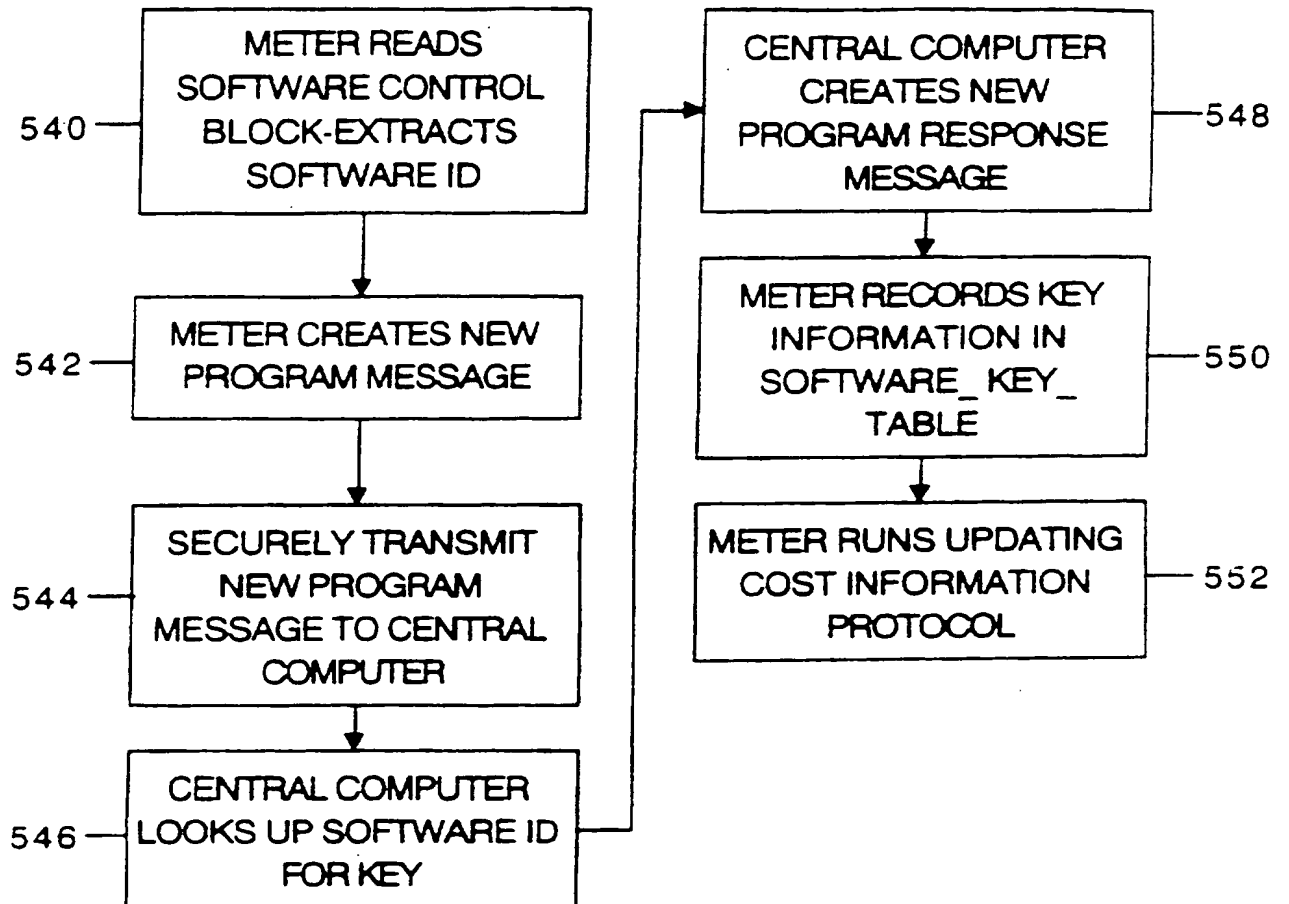 METER READS
SOFTWARE CONTROL
BLOCK-EXTRACTS
SOFTWARE ID
540
METER CREATES NEW
PROGRAM MESSAGE
542
SECURELY TRANSMIT
NEW PROGRAM
MESSAGE TO CENTRAL
COMPUTER
544
CENTRAL COMPUTER
LOOKS UP SOFTWARE ID
FOR KEY
546
CENTRAL COMPUTER
CREATES NEW
PROGRAM RESPONSE
MESSAGE
548
METER RECORDS KEY
INFORMATION IN
SOFTWARE_ KEY_
TABLE
550
METER RUNS UPDATING
COST INFORMATION
PROTOCOL
552